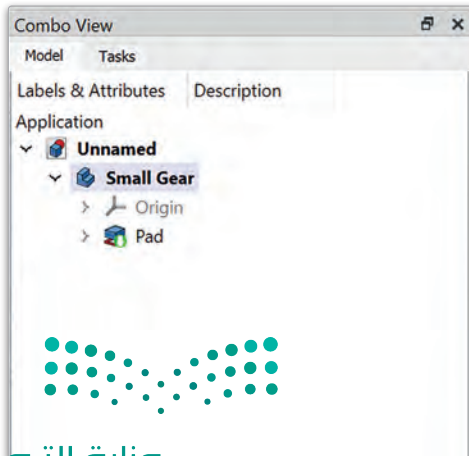 Combo View
Model Tasks
Labels & Attributes Description
Application
Unnamed
Small Gear
Origin
Pad